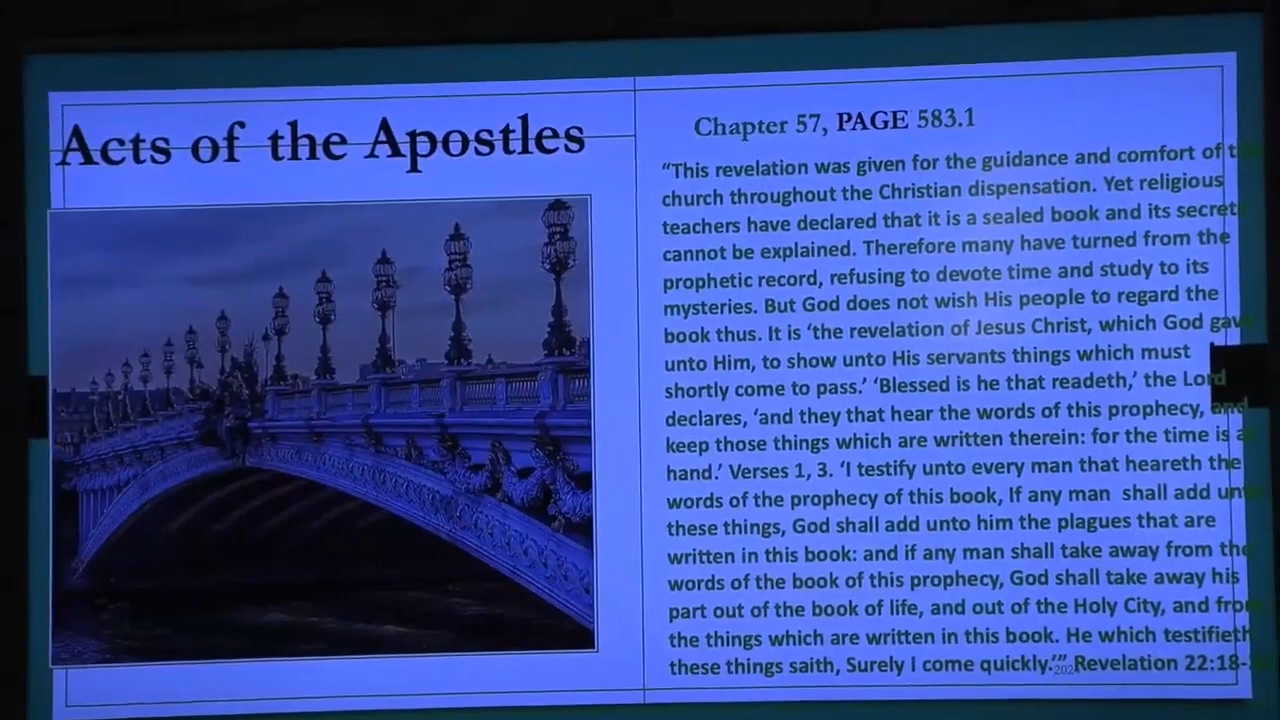 Acts of the Apostles
Chapter 57, PAGE 583.1
“This revelation was given for the guidance and comfort of
church throughout the Christian dispensation. Yet religious
teachers have declared that it is a sealed book and its secret
cannot be explained. Therefore many have turned from the
prophetic record, refusing to devote time and study to its
mysteries. But God does not wish His people to regard the
book thus. It is ‘the revelation of Jesus Christ, which God gav
unto Him, to show unto His servants things which must
shortly come to pass.’ ‘Blessed is he that readeth,’ the Lord
declares, ‘and they that hear the words of this prophecy, and
keep those things which are written therein: for the time is a
hand.’ Verses 1, 3. ‘I testify unto every man that heareth the
words of the prophecy of this book, If any man shall add un
these things, God shall add unto him the plagues that are
written in this book: and if any man shall take away from the
words of the book of this prophecy, God shall take away his
part out of the book of life, and out of the Holy City, and fro
the things which are written in this book. He which testifieth
these things saith, Surely I come quickly.’” Revelation 22:18-